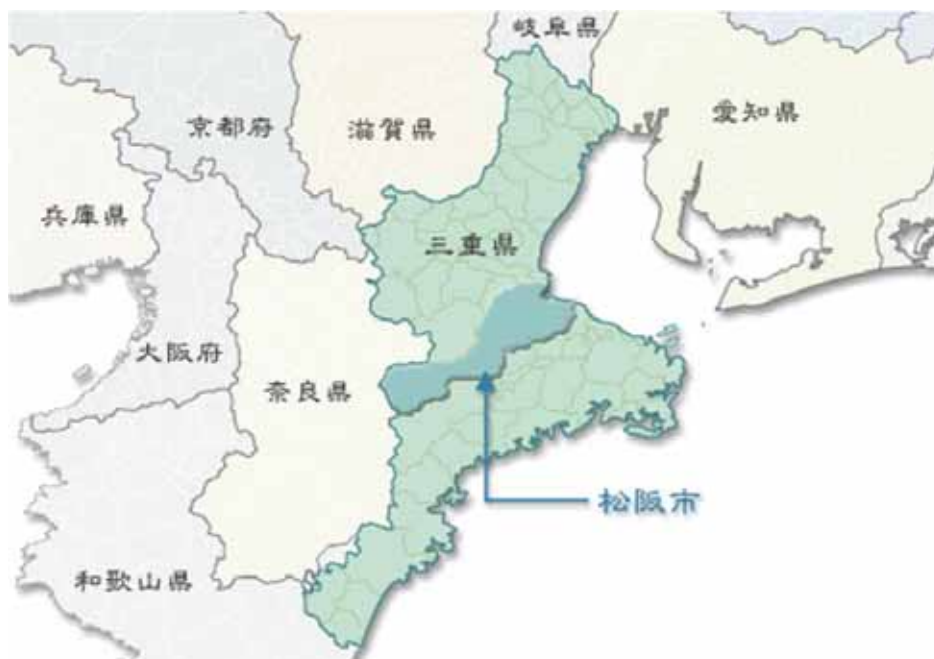 岐阜県
愛知県
京都府
滋賀県
兵庫県
三重県
大阪府
奈良県
松阪市
和歌山県